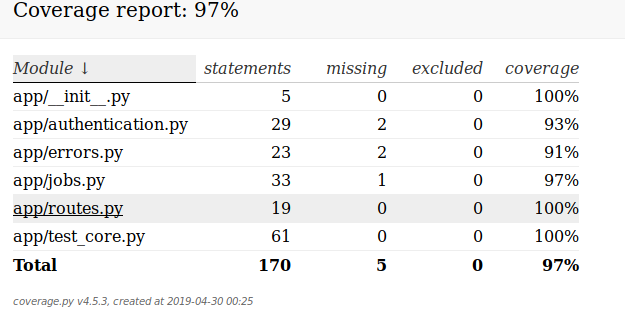 Coverage report: 97%
Module ↓ statements missing excluded coverage
app/__init__.py 5 0 0 100%
app/authentication.py 29 2 0 93%
app/errors.py 23 2 0 91%
app/jobs.py 33 1 0 97%
app/routes.py 19 0 0 100%
app/test_core.py 61 0 0 100%
Total 170 5 0 97%
coverage.py v4.5.3, created at 2019-04-30 00:25